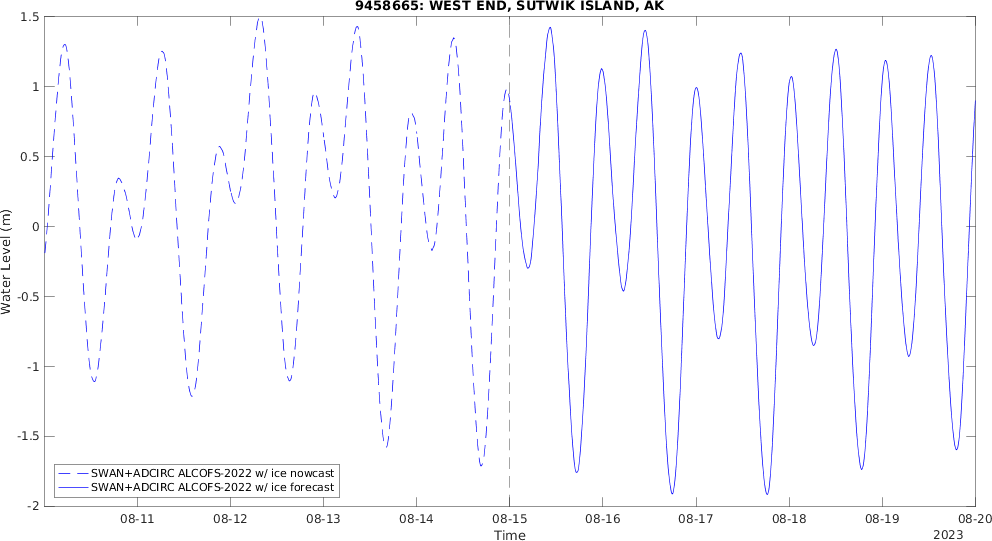 9458665: WEST END, SUTWIK ISLAND, AK
1.5
1
0.5
0
-0.5
-1
-1.5
-2
Water Level (m)
SWAN+ADCIRC ALCOFS-2022 w/ ice nowcast
SWAN+ADCIRC ALCOFS-2022 w/ ice forecast
08-11 08-12 08-13 08-14 08-15 08-16 08-17 08-18 08-19 08-20
Time
2023